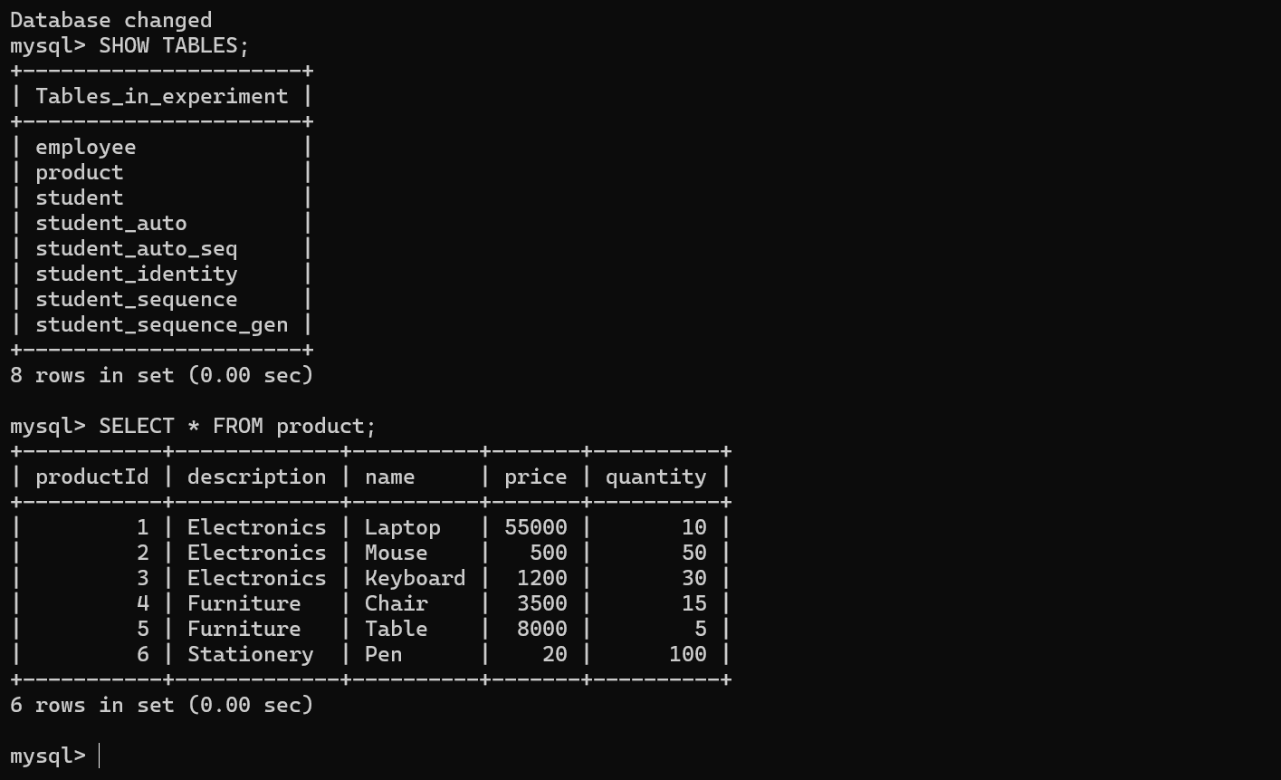 Database changed
mysql> SHOW TABLES;
+----------------------+
| Tables_in_experiment |
+----------------------+
| employee             |
| product              |
| student              |
| student_auto         |
| student_auto_seq     |
| student_identity     |
| student_sequence     |
| student_sequence_gen |
+----------------------+
8 rows in set (0.00 sec)

mysql> SELECT * FROM product;
+-----------+-------------+----------+-------+----------+
| productId | description | name     | price | quantity |
+-----------+-------------+----------+-------+----------+
|         1 | Electronics | Laptop   | 55000 |       10 |
|         2 | Electronics | Mouse    |   500 |       50 |
|         3 | Electronics | Keyboard |  1200 |       30 |
|         4 | Furniture   | Chair    |  3500 |       15 |
|         5 | Furniture   | Table    |  8000 |        5 |
|         6 | Stationery  | Pen      |    20 |      100 |
+-----------+-------------+----------+-------+----------+
6 rows in set (0.00 sec)

mysql>